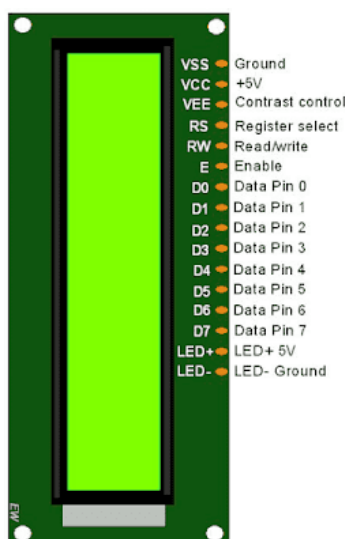 VSS Ground
VCC +5V
VEE Contrast control
RS Register select
RW Read/write
E Enable
D0 Data Pin 0
D1 Data Pin 1
D2 Data Pin 2
D3 Data Pin 3
D4 Data Pin 4
D5 Data Pin 5
D6 Data Pin 6
D7 Data Pin 7
LED+ LED+ 5V
LED- LED- Ground
EW